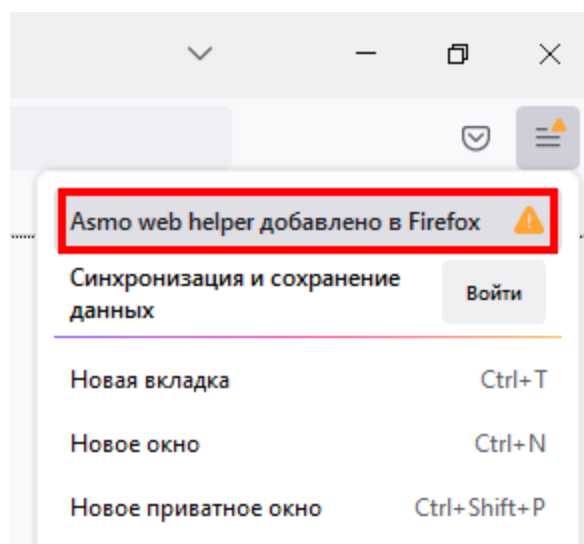 Asmo web helper добавлено в Firefox
Синхронизация и сохранение
данных
Войти
Новая вкладка Ctrl+T
Новое окно Ctrl+N
Новое приватное окно Ctrl+Shift+P